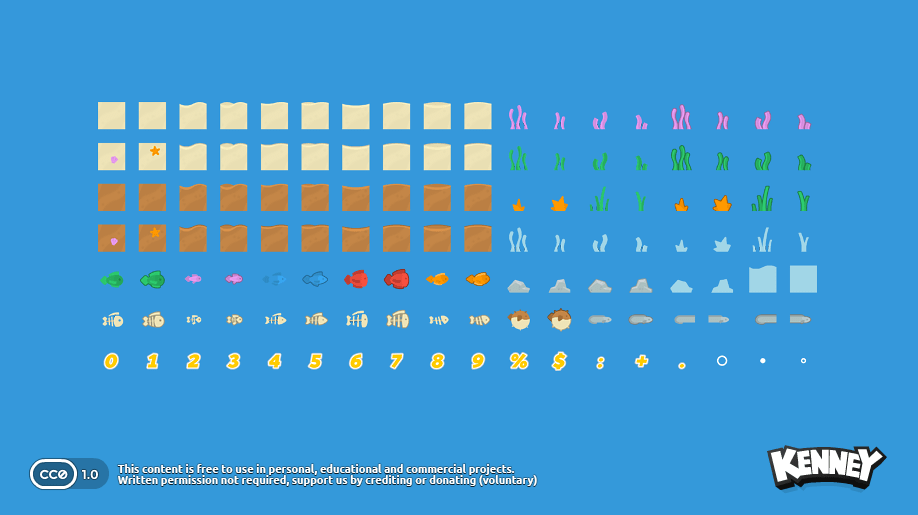 0 1 2 3 4 5 6 7 8 9 % $ : + .
CC0 1.0
This content is free to use in personal, educational and commercial projects.
Written permission not required, support us by crediting or donating (voluntary)
KENNEY